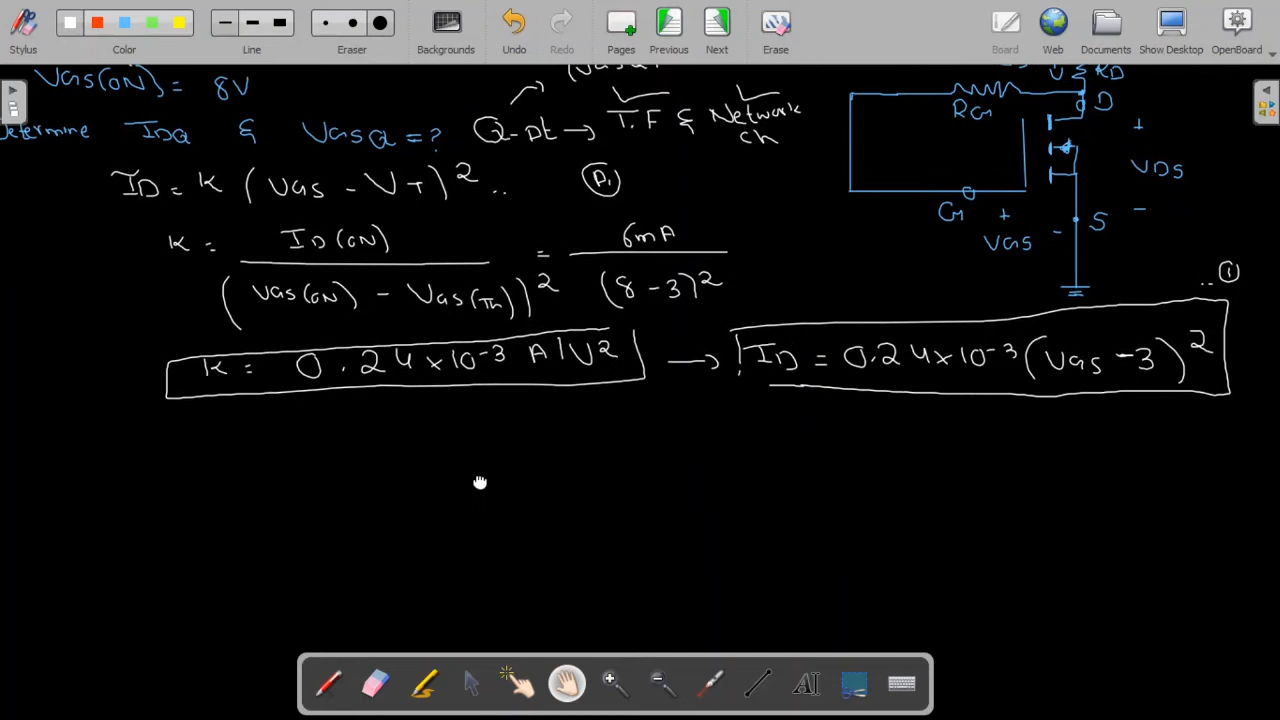 Stylus
Color
Line
Eraser
Backgrounds
Undo
Redo
Pages
Previous
Next
Erase
Board
Web
Documents
Show Desktop
OpenBoard
VGS(ON) = 8V
Determine IDQ & VGSQ = ?
Q-pt → T.F & Network
ch
ID = K (VGS - VT)² ..
P1
K = ID(ON) / (VGS(ON) - VGS(Th))² = 6mA / (8-3)²
K = 0.24×10-3 A/V2 → ID = 0.24×10-3 (VGS -3)² .. 1
RD
RG
D
+
VDS
-
G
+
VGS
-
S
AI